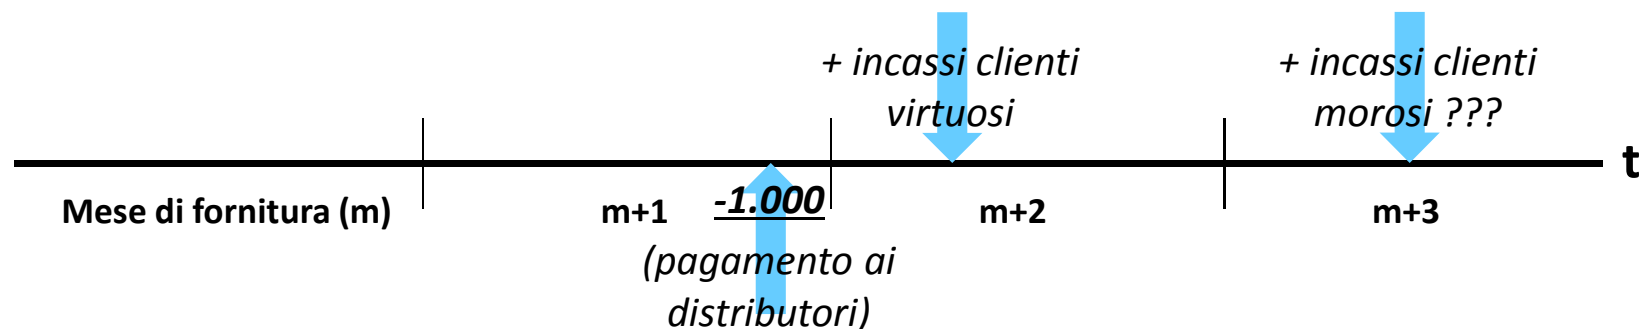 + incassi clienti
virtuosi
+ incassi clienti
morosi ???
t
Mese di fornitura (m)
m+1
-1.000
m+2
m+3
(pagamento ai
distributori)